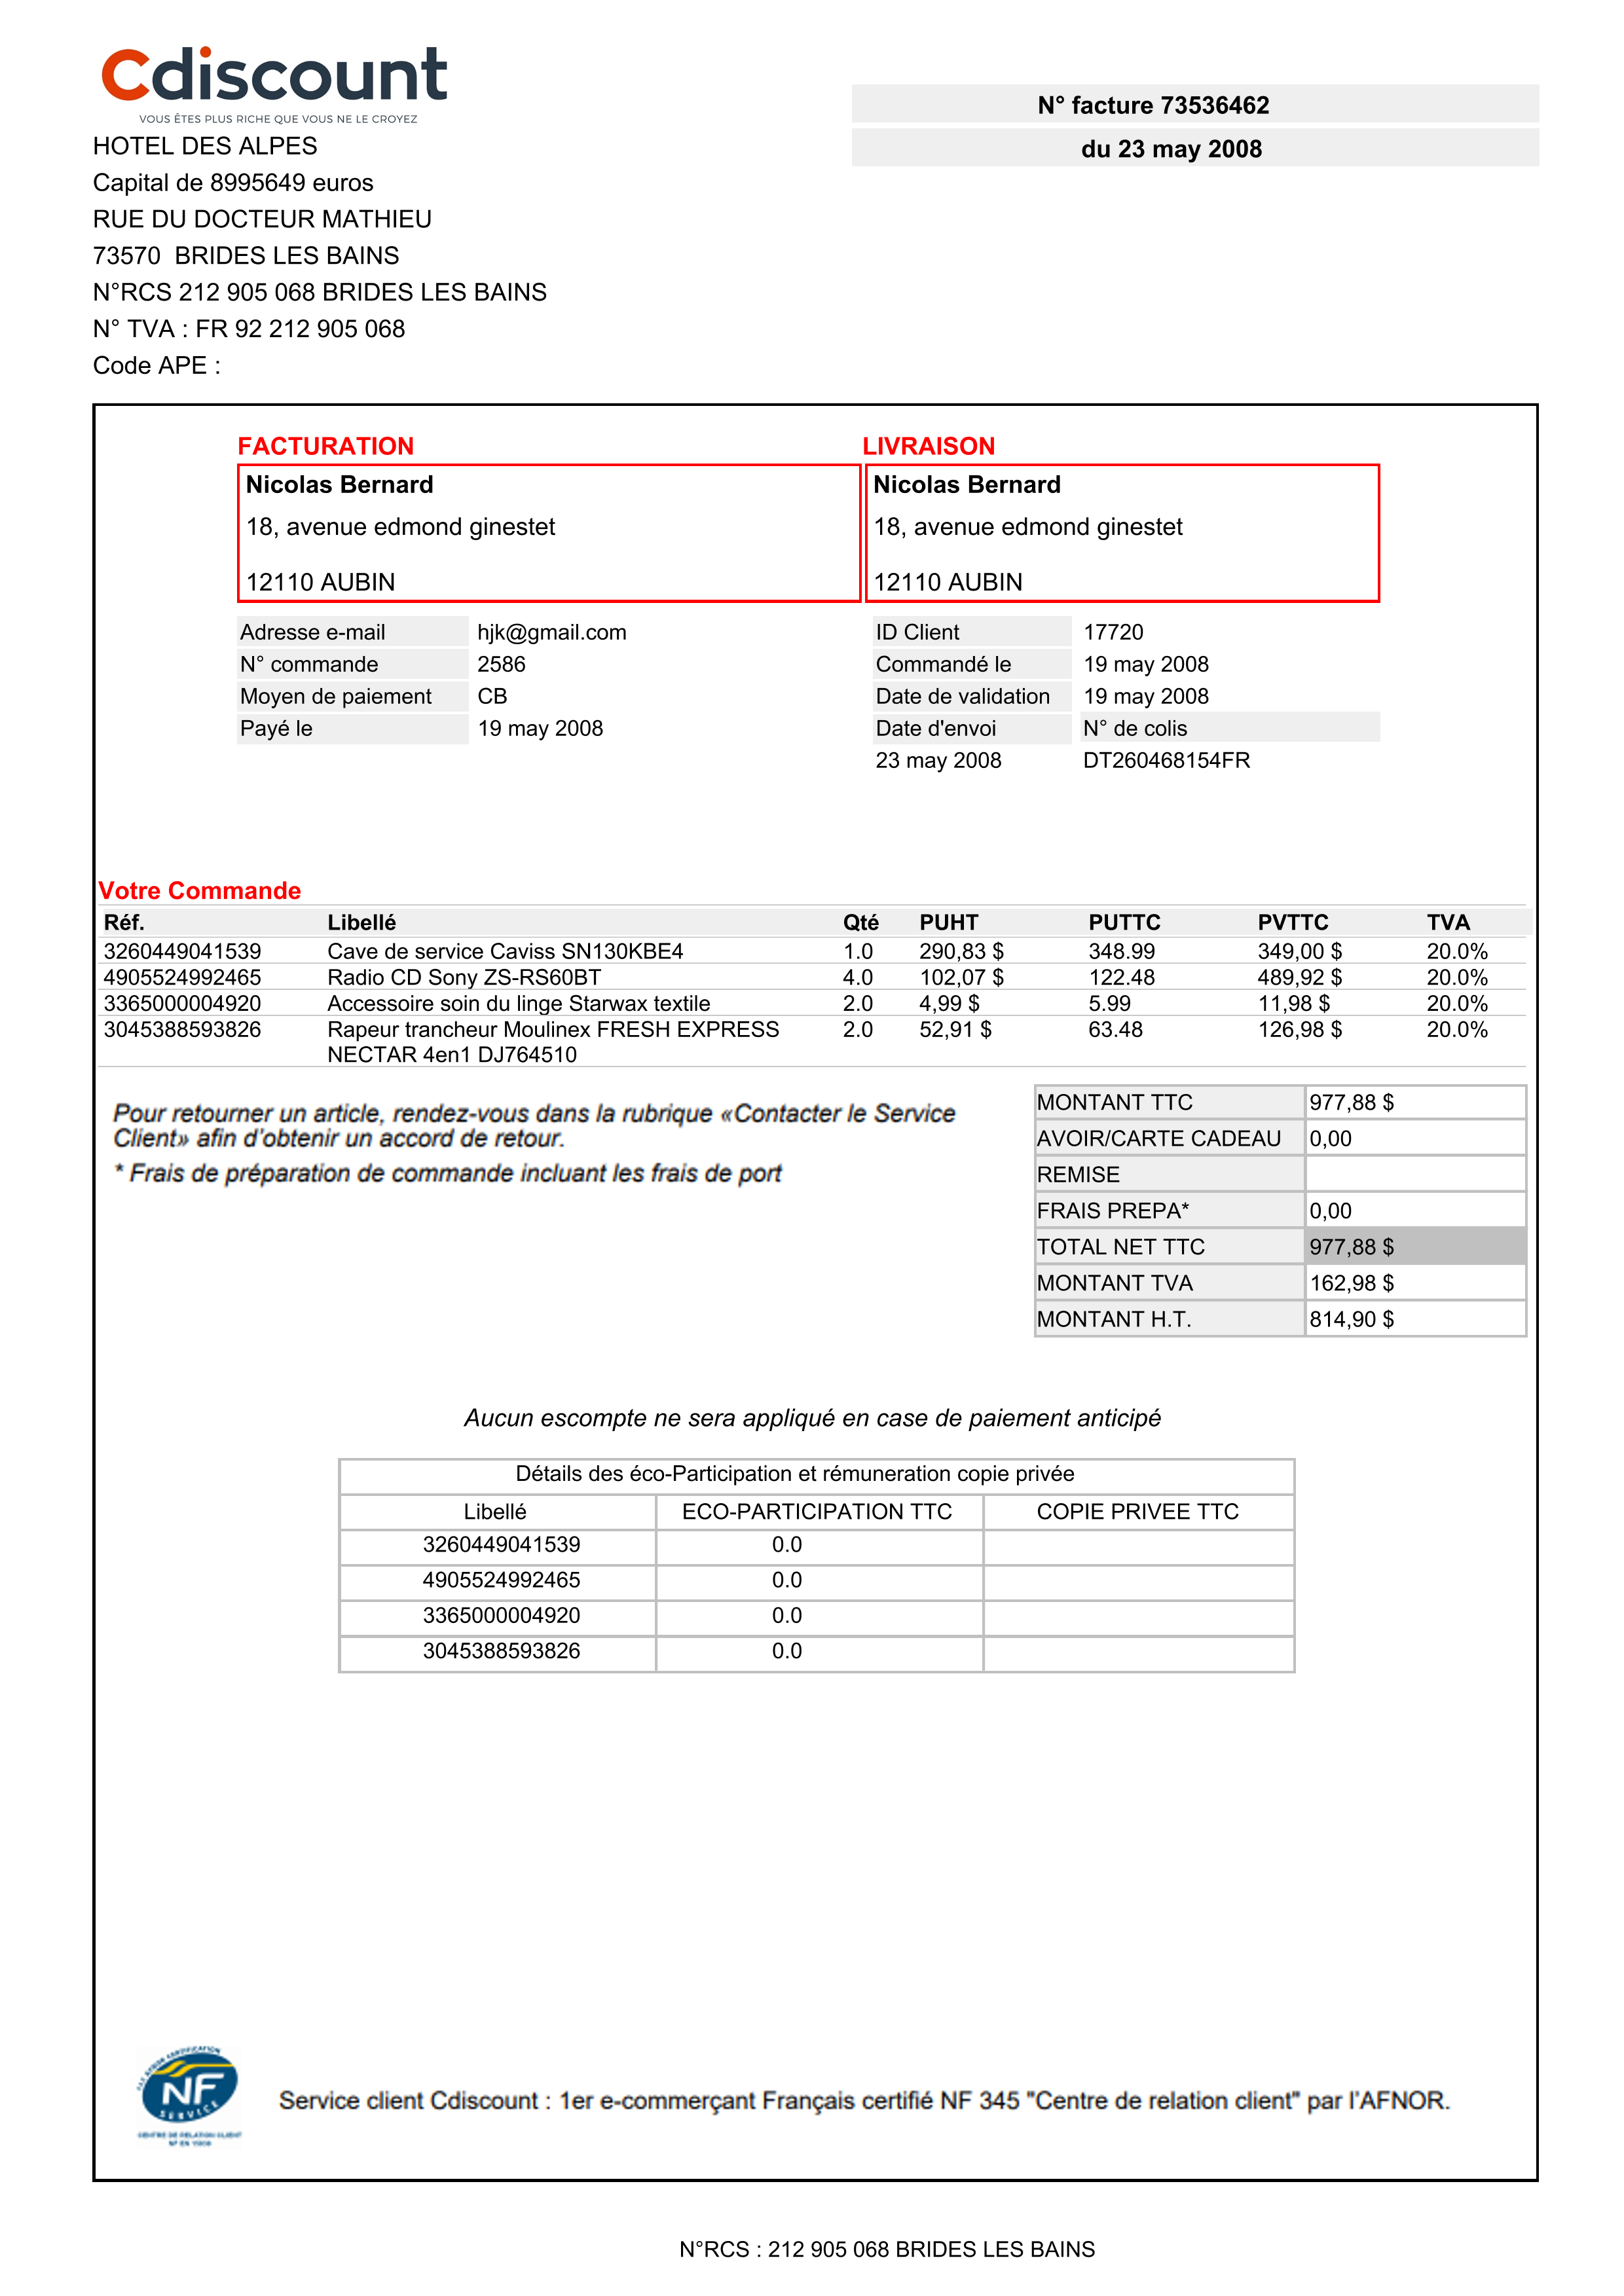 Cdiscount
VOUS ÊTES PLUS RICHE QUE VOUS NE LE CROYEZ
N° facture 73536462
du 23 may 2008
HOTEL DES ALPES
Capital de 8995649 euros
RUE DU DOCTEUR MATHIEU
73570 BRIDES LES BAINS
N°RCS 212 905 068 BRIDES LES BAINS
N° TVA : FR 92 212 905 068
Code APE :
FACTURATION LIVRAISON
Nicolas Bernard Nicolas Bernard
18, avenue edmond ginestet 18, avenue edmond ginestet
12110 AUBIN 12110 AUBIN
Adresse e-mail hjk@gmail.com ID Client 17720
N° commande 2586 Commandé le 19 may 2008
Moyen de paiement CB Date de validation 19 may 2008
Payé le 19 may 2008 Date d'envoi N° de colis
23 may 2008 DT260468154FR
Votre Commande
Réf. Libellé Qté PUHT PUTTC PVTTC TVA
3260449041539 Cave de service Caviss SN130KBE4 1.0 290,83 $ 348.99 349,00 $ 20.0%
4905524992465 Radio CD Sony ZS-RS60BT 4.0 102,07 $ 122.48 489,92 $ 20.0%
3365000004920 Accessoire soin du linge Starwax textile 2.0 4,99 $ 5.99 11,98 $ 20.0%
3045388593826 Rapeur trancheur Moulinex FRESH EXPRESS 2.0 52,91 $ 63.48 126,98 $ 20.0%
NECTAR 4en1 DJ764510
Pour retourner un article, rendez-vous dans la rubrique «Contacter le Service
Client» afin d'obtenir un accord de retour.
* Frais de préparation de commande incluant les frais de port
MONTANT TTC 977,88 $
AVOIR/CARTE CADEAU 0,00
REMISE
FRAIS PREPA* 0,00
TOTAL NET TTC 977,88 $
MONTANT TVA 162,98 $
MONTANT H.T. 814,90 $
Aucun escompte ne sera appliqué en case de paiement anticipé
Détails des éco-Participation et rémuneration copie privée
Libellé ECO-PARTICIPATION TTC COPIE PRIVEE TTC
3260449041539 0.0
4905524992465 0.0
3365000004920 0.0
3045388593826 0.0
NF
SERVICE
CENTRE DE RELATION CLIENT
Service client Cdiscount : 1er e-commerçant Français certifié NF 345 "Centre de relation client" par l'AFNOR.
N°RCS : 212 905 068 BRIDES LES BAINS